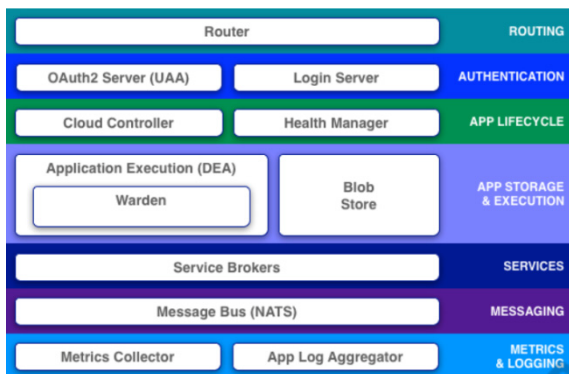 Router
ROUTING
OAuth2 Server (UAA)
Login Server
AUTHENTICATION
Cloud Controller
Health Manager
APP LIFECYCLE
Application Execution (DEA)
Warden
Blob
Store
APP STORAGE
& EXECUTION
Service Brokers
SERVICES
Message Bus (NATS)
MESSAGING
Metrics Collector
App Log Aggregator
METRICS
& LOGGING